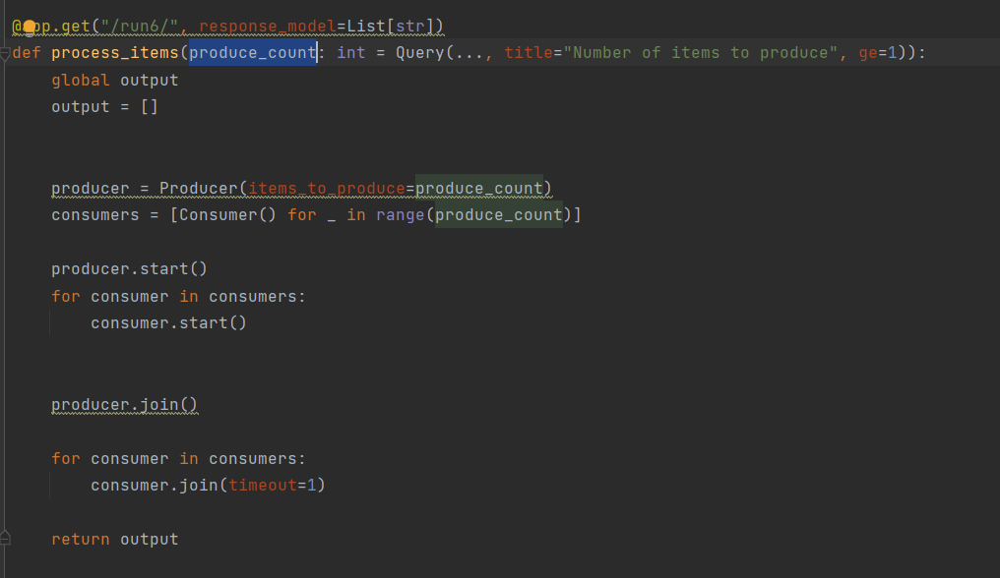 @app.get("/run6/", response_model=List[str])
def process_items(produce_count: int = Query(..., title="Number of items to produce", ge=1)):
    global output
    output = []
    producer = Producer(items_to_produce=produce_count)
    consumers = [Consumer() for _ in range(produce_count)]
    producer.start()
    for consumer in consumers:
        consumer.start()
    producer.join()
    for consumer in consumers:
        consumer.join(timeout=1)
    return output